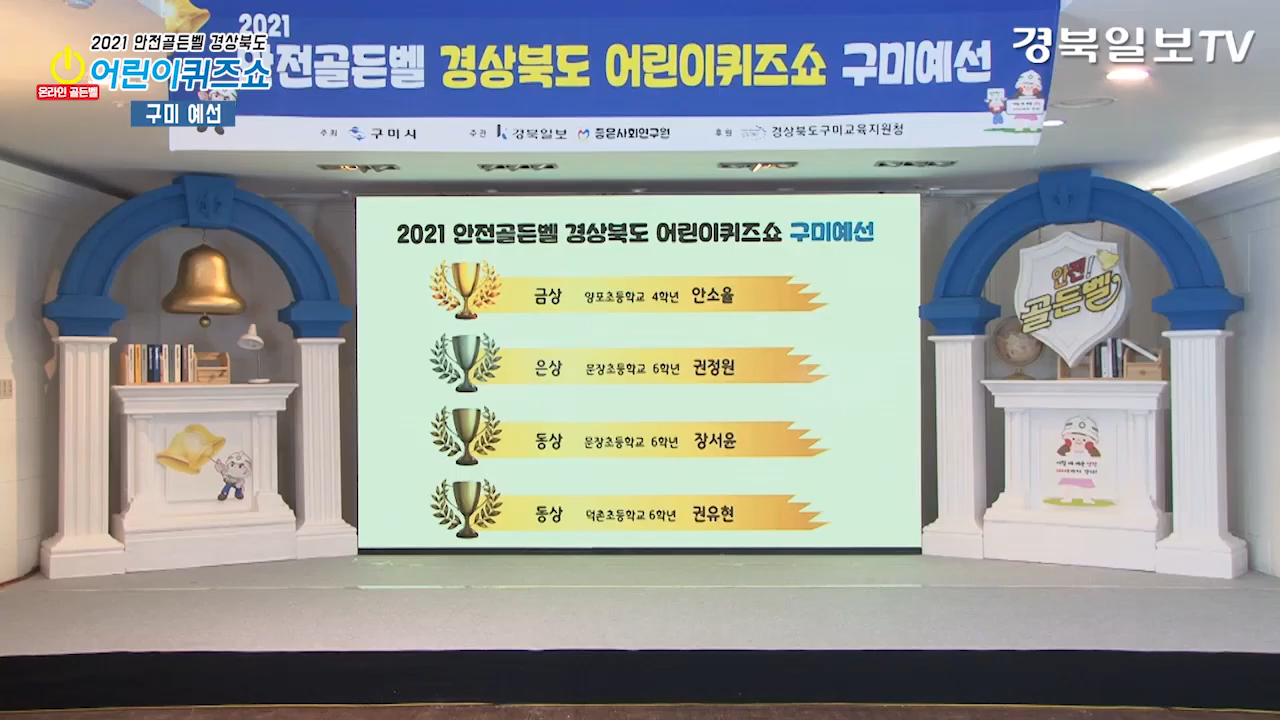 2021 안전골든벨 경상북도
어린이퀴즈쇼
온라인 골든벨
구미 예선
경북일보TV
2021
안전골든벨 경상북도 어린이퀴즈쇼 구미예선
주최 구미시 주관 경북일보 좋은사회연구원 후원 경상북도구미교육지원청
2021 안전골든벨 경상북도 어린이퀴즈쇼 구미예선
금상 양포초등학교 4학년 안소율
은상 문장초등학교 6학년 권정원
동상 문장초등학교 6학년 장서윤
동상 덕촌초등학교 6학년 권유현
안전!
골든벨